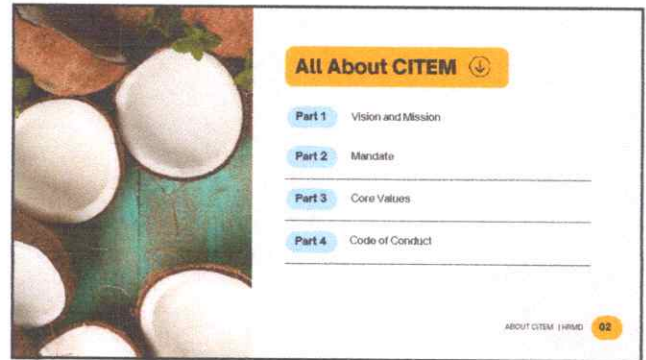 All About CITEM
Part 1 Vision and Mission
Part 2 Mandate
Part 3 Core Values
Part 4 Code of Conduct
ABOUT CITEM | HRMD 02